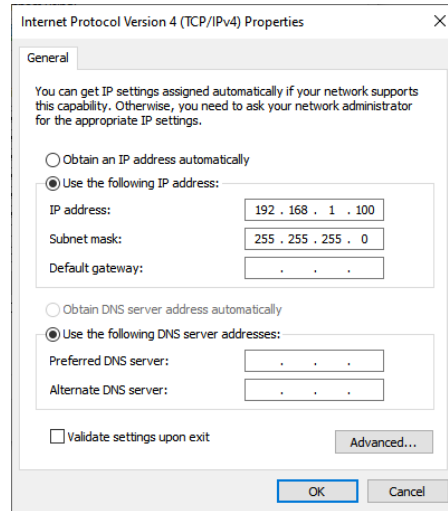 Internet Protocol Version 4 (TCP/IPv4) Properties
General
You can get IP settings assigned automatically if your network supports
this capability. Otherwise, you need to ask your network administrator
for the appropriate IP settings.
Obtain an IP address automatically
Use the following IP address:
IP address: 192 . 168 . 1 . 100
Subnet mask: 255 . 255 . 255 . 0
Default gateway: . . .
Obtain DNS server address automatically
Use the following DNS server addresses:
Preferred DNS server: . . .
Alternate DNS server: . . .
Validate settings upon exit
Advanced...
OK Cancel